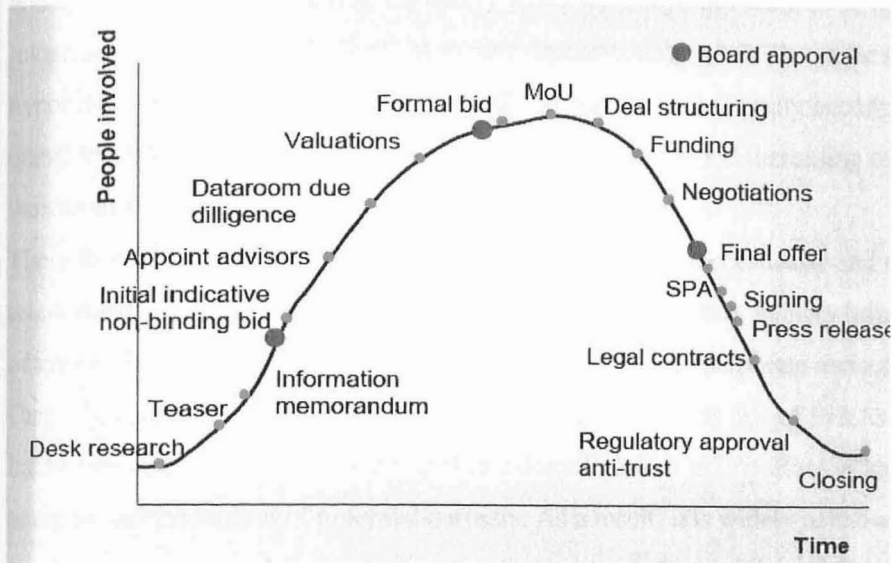 Board apporval
People involved
MoU
Formal bid
Deal structuring
Valuations
Funding
Dataroom due
dilligence
Negotiations
Appoint advisors
Final offer
Initial indicative
non-binding bid
SPA
Signing
Press release
Information
memorandum
Legal contracts
Teaser
Desk research
Regulatory approval
anti-trust
Closing
Time